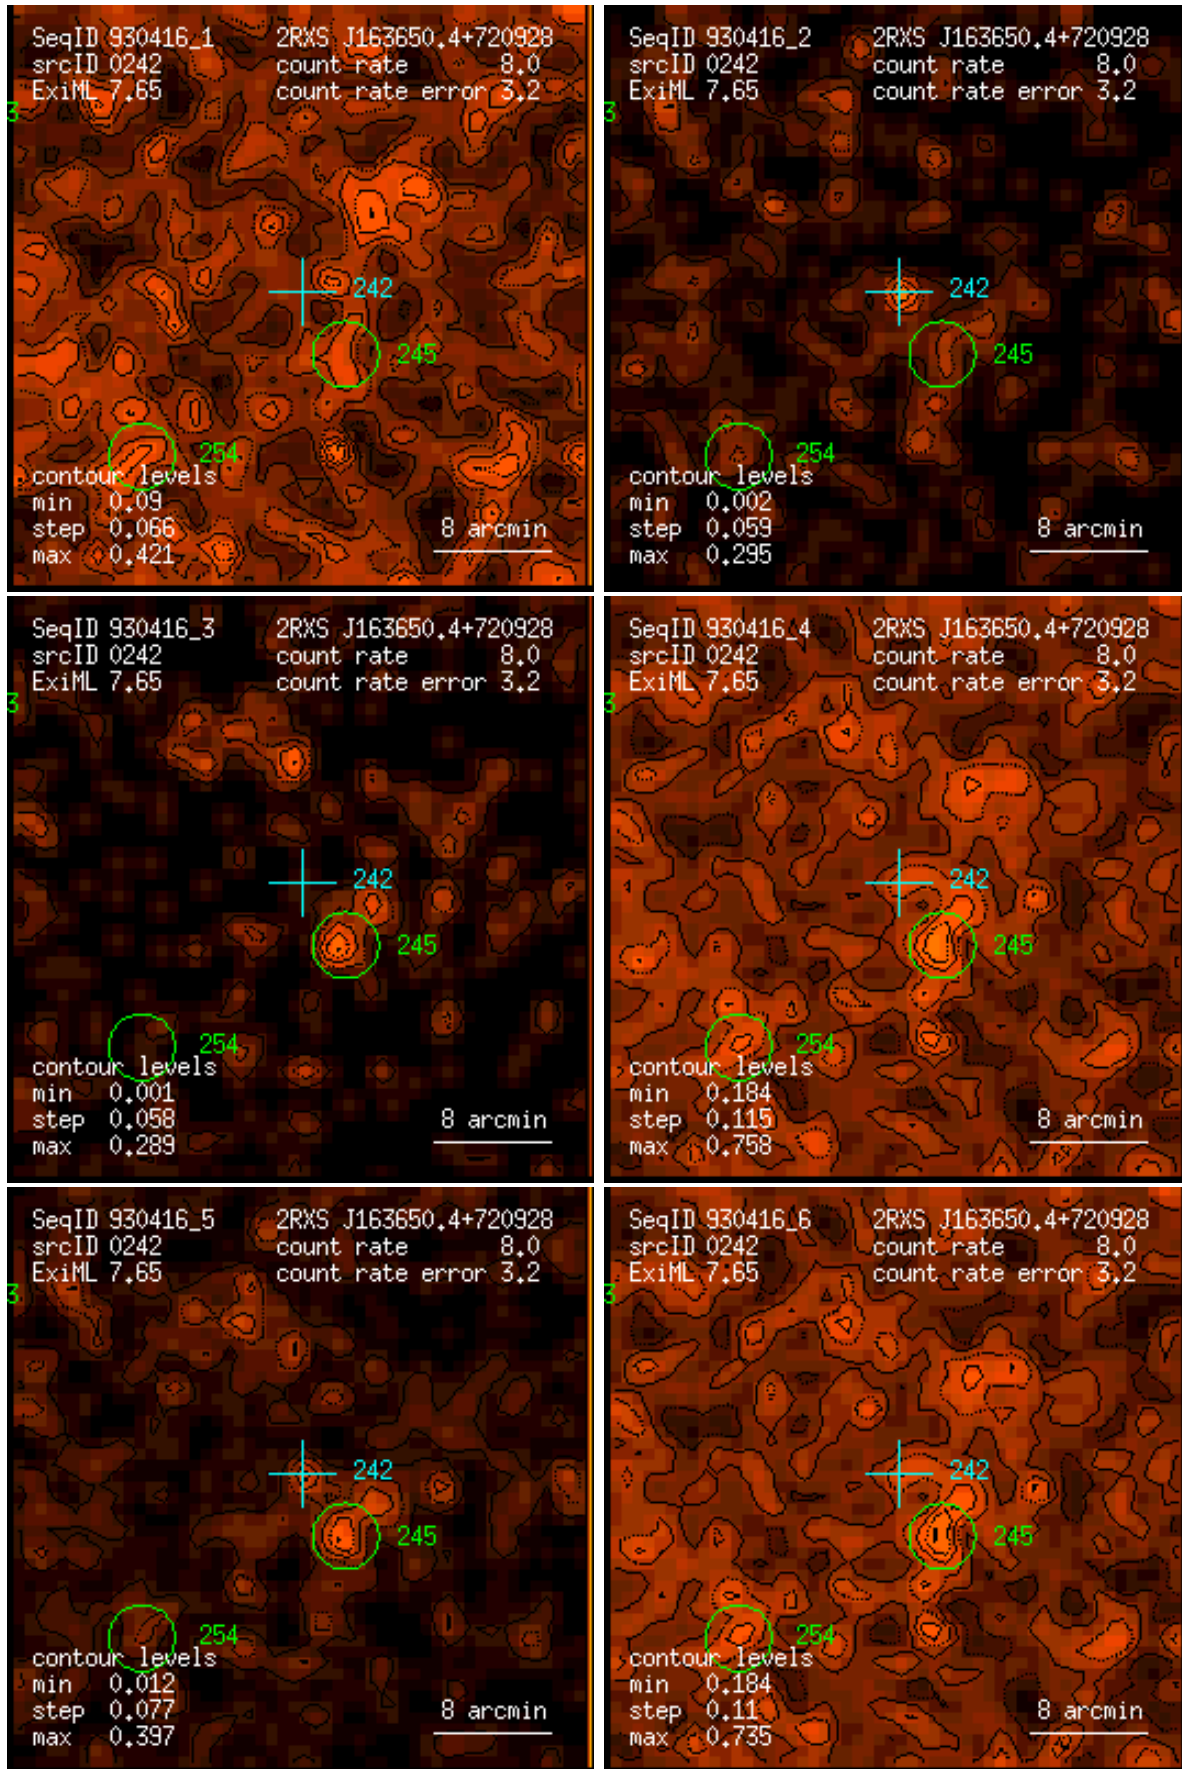 SeqID 930416_1 2RXS J163650.4+720928
srcID 0242 count rate 8.0
ExiML 7.65 count rate error 3.2
3
242
245
254
contour levels
min 0.09
step 0.066 8 arcmin
max 0.421
SeqID 930416_2 2RXS J163650.4+720928
srcID 0242 count rate 8.0
ExiML 7.65 count rate error 3.2
3
242
245
254
contour levels
min 0.002
step 0.059 8 arcmin
max 0.295
SeqID 930416_3 2RXS J163650.4+720928
srcID 0242 count rate 8.0
ExiML 7.65 count rate error 3.2
3
242
245
254
contour levels
min 0.001
step 0.058 8 arcmin
max 0.289
SeqID 930416_4 2RXS J163650.4+720928
srcID 0242 count rate 8.0
ExiML 7.65 count rate error 3.2
3
242
245
254
contour levels
min 0.184
step 0.115 8 arcmin
max 0.758
SeqID 930416_5 2RXS J163650.4+720928
srcID 0242 count rate 8.0
ExiML 7.65 count rate error 3.2
3
242
245
254
contour levels
min 0.012
step 0.077 8 arcmin
max 0.397
SeqID 930416_6 2RXS J163650.4+720928
srcID 0242 count rate 8.0
ExiML 7.65 count rate error 3.2
3
242
245
254
contour levels
min 0.184
step 0.11 8 arcmin
max 0.735